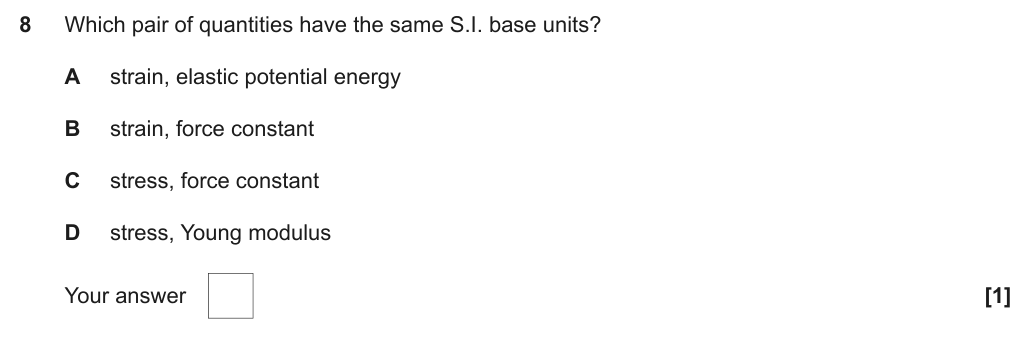 8 Which pair of quantities have the same S.I. base units?
A strain, elastic potential energy
B strain, force constant
C stress, force constant
D stress, Young modulus
Your answer [1]